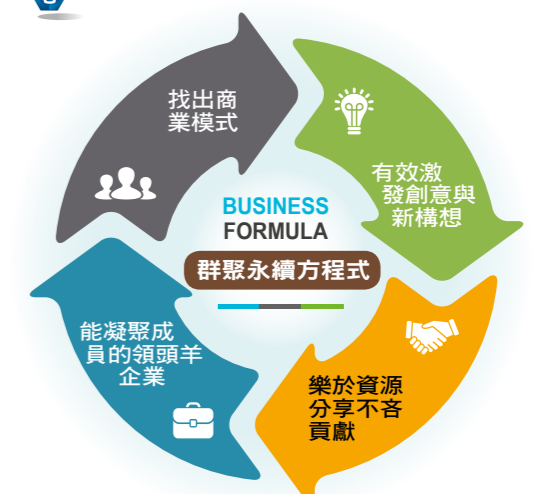 找出商
業模式
有效激
發創意與
新構想
BUSINESS
FORMULA
群聚永續方程式
能凝聚成
員的領頭羊
企業
樂於資源
分享不吝
貢獻